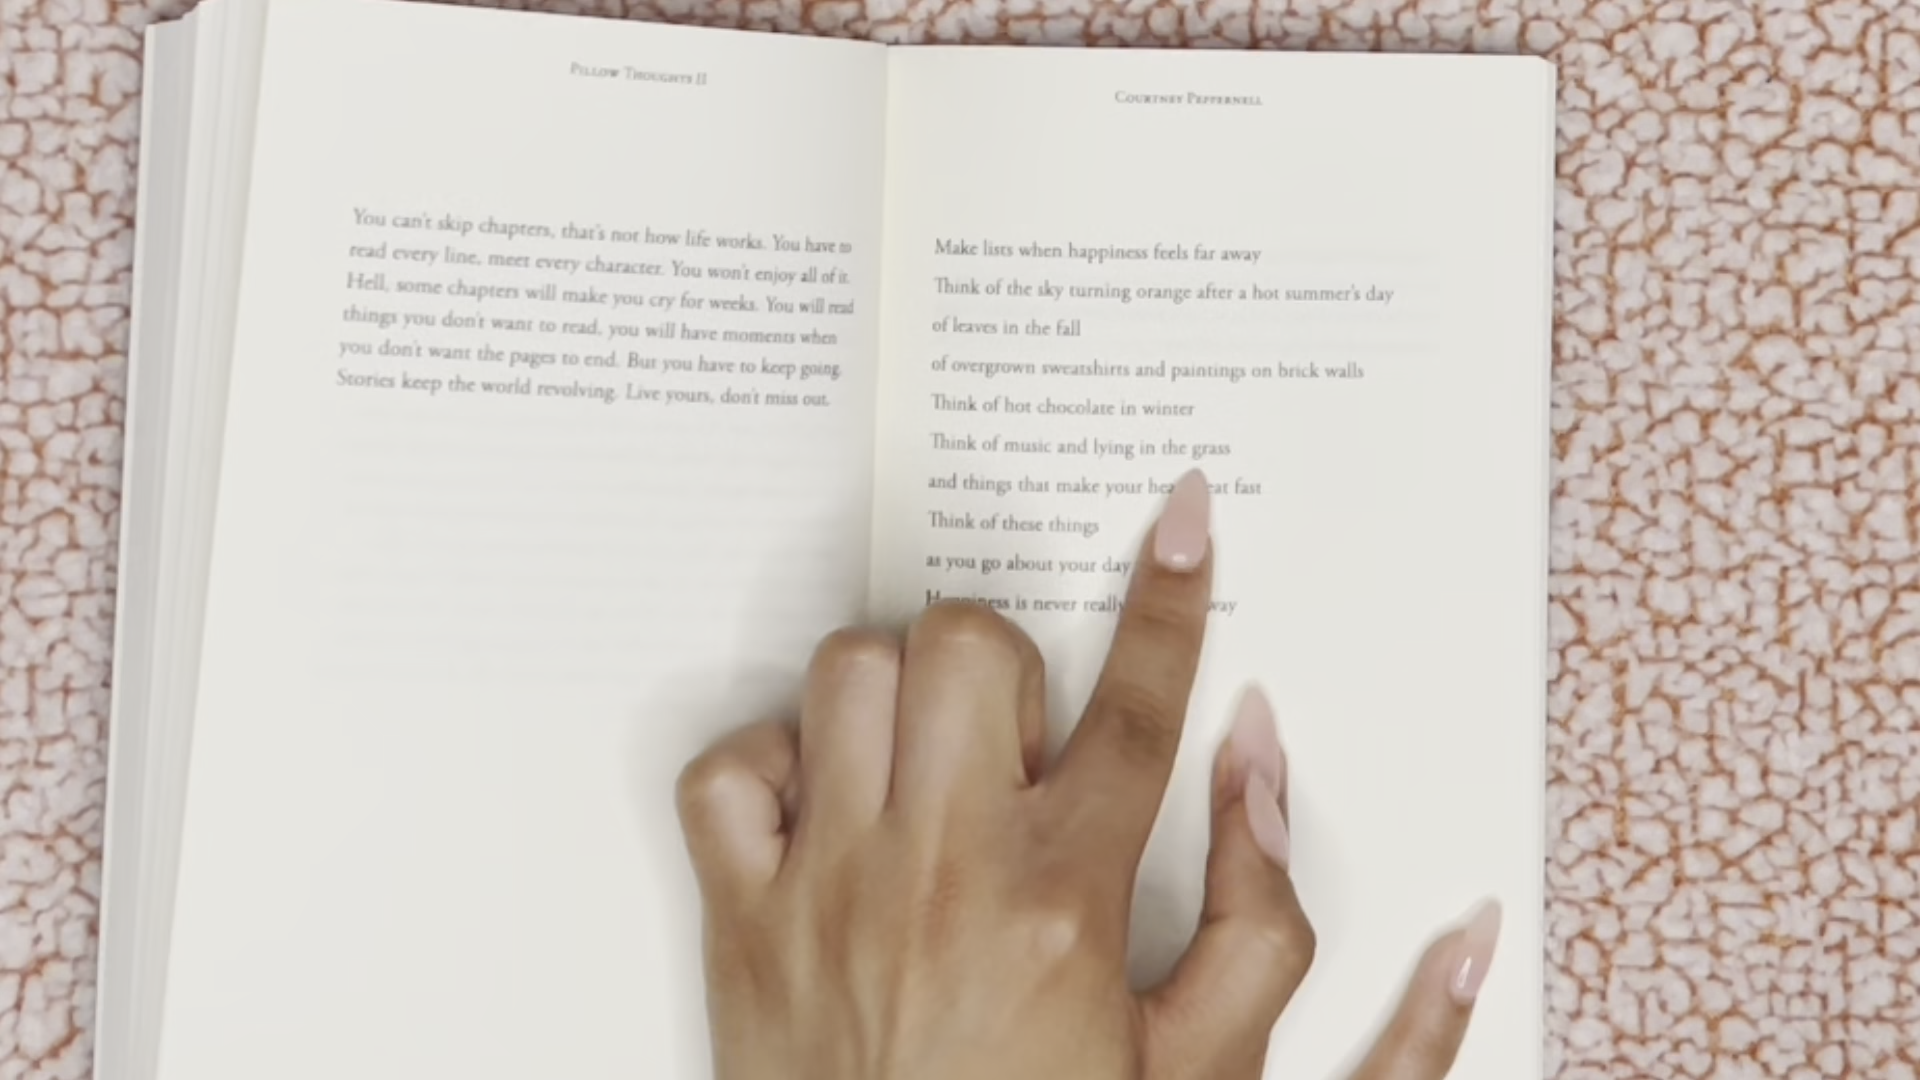 PILLOW THOUGHTS II
You can't skip chapters, that's not how life works. You have to
read every line, meet every character. You won't enjoy all of it.
Hell, some chapters will make you cry for weeks. You will read
things you don't want to read, you will have moments when
you don't want the pages to end. But you have to keep going.
Stories keep the world revolving. Live yours, don't miss out.
COURTNEY PEPPERNELL
Make lists when happiness feels far away
Think of the sky turning orange after a hot summer's day
of leaves in the fall
of overgrown sweatshirts and paintings on brick walls
Think of hot chocolate in winter
Think of music and lying in the grass
and things that make your fast
Think of these things
as you go about your day
Happiness is never really